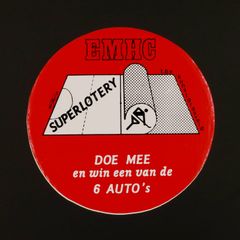 EMHC
SUPERLOTERY
DOE MEE
en win een van de
6 AUTO's